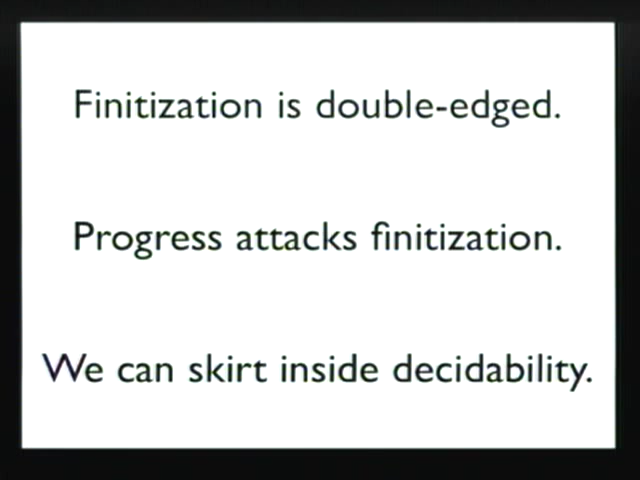 Finitization is double-edged.
Progress attacks finitization.
We can skirt inside decidability.